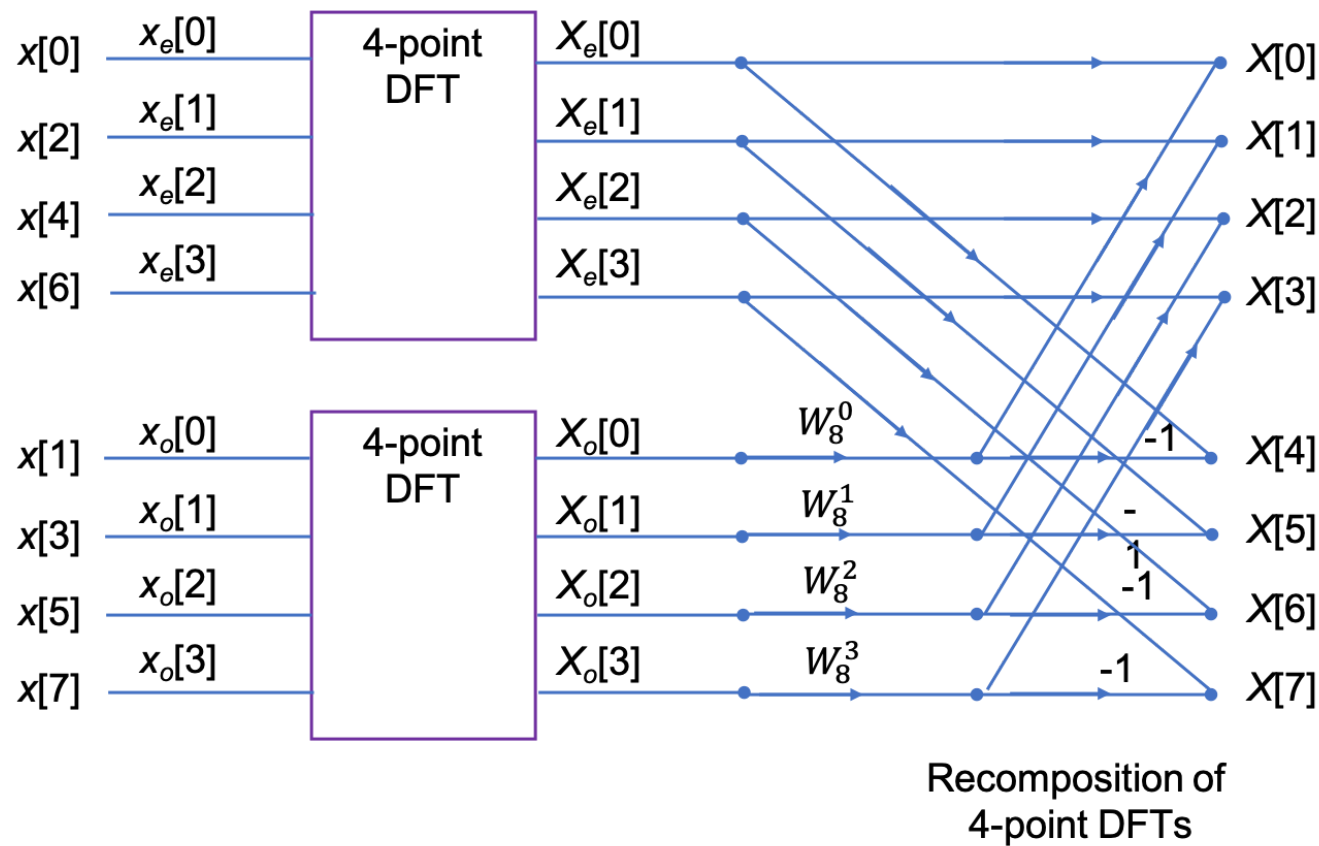 x[0] xₑ[0] 4-point Xₑ[0] X[0]
DFT
x[2] xₑ[1] Xₑ[1] X[1]
x[4] xₑ[2] Xₑ[2] X[2]
x[6] xₑ[3] Xₑ[3] X[3]
x[1] xₒ[0] 4-point Xₒ[0] W₈⁰ -1 X[4]
DFT
x[3] xₒ[1] Xₒ[1] W₈¹ - X[5]
1
x[5] xₒ[2] Xₒ[2] W₈² -1 X[6]
x[7] xₒ[3] Xₒ[3] W₈³ -1 X[7]
Recomposition of
4-point DFTs